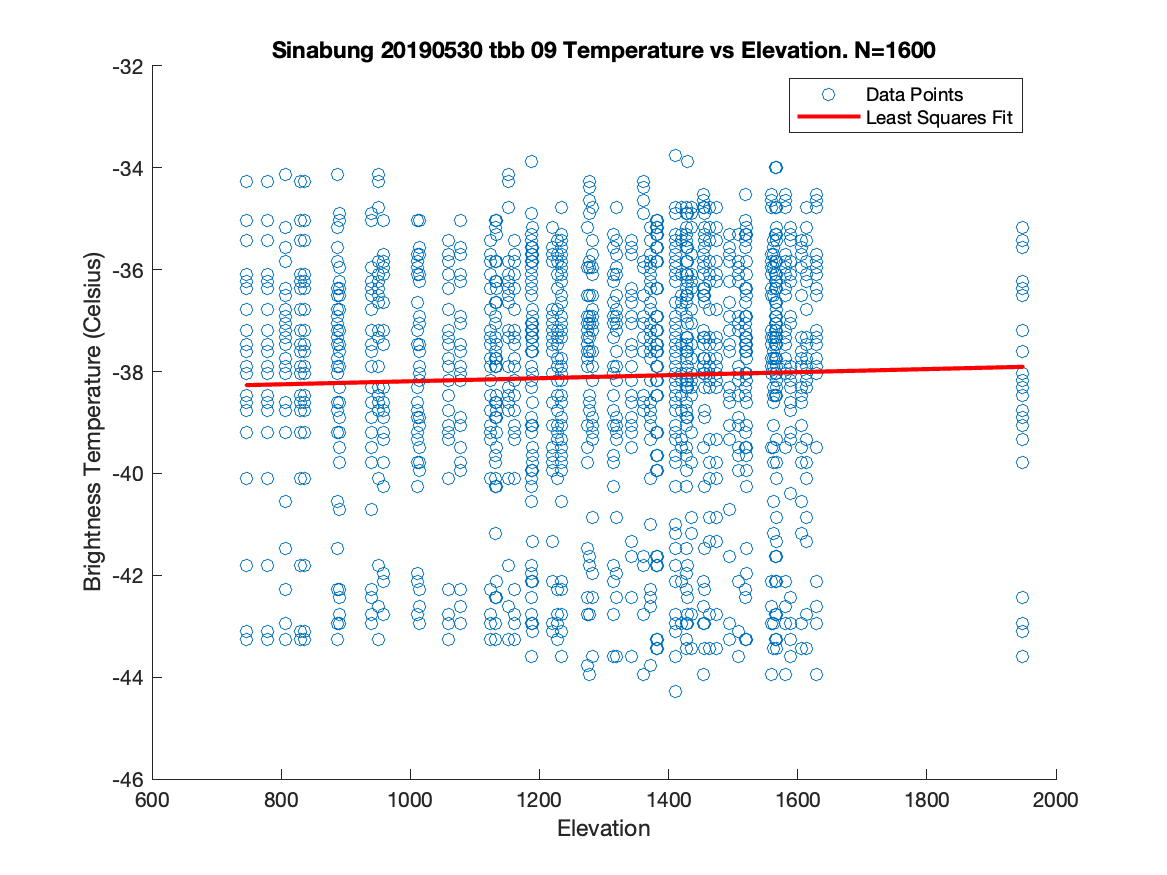 Sinabung 20190530 tbb 09 Temperature vs Elevation. N=1600
Data Points
Least Squares Fit
Brightness Temperature (Celsius)
-32
-34
-36
-38
-40
-42
-44
-46
600 800 1000 1200 1400 1600 1800 2000
Elevation